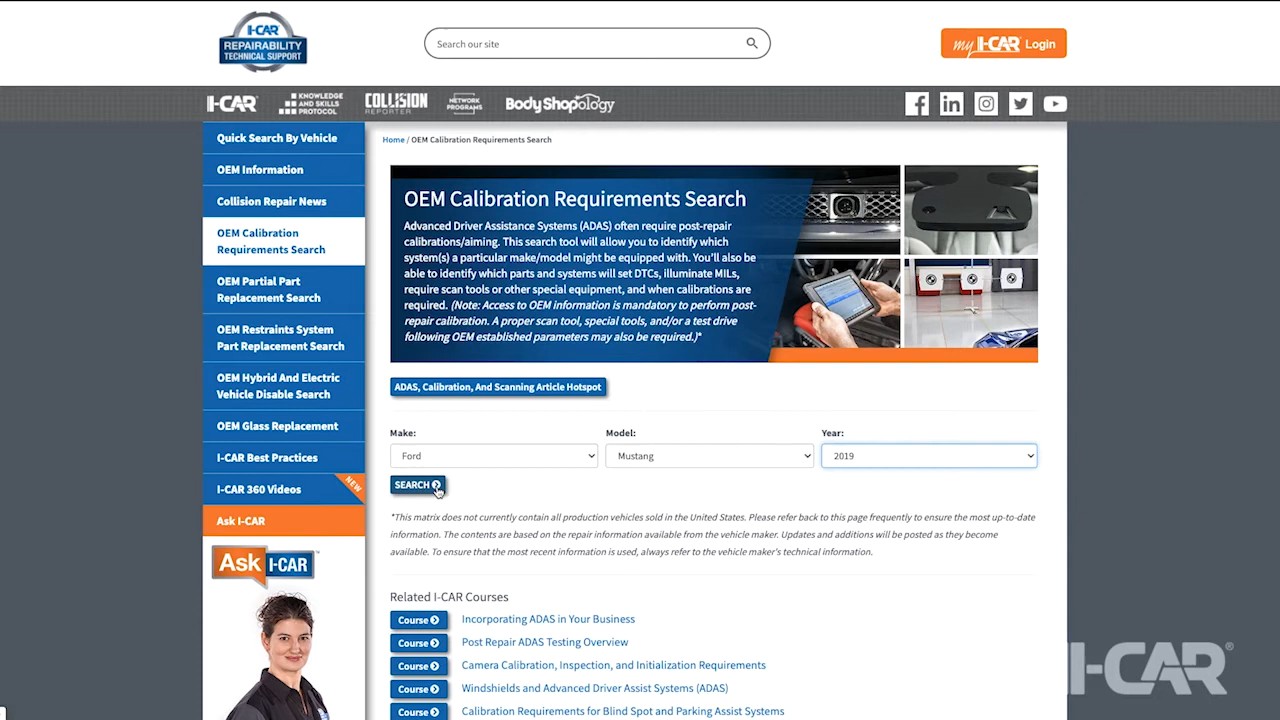 I-CAR
REPAIRABILITY
TECHNICAL SUPPORT
Search our site
my I-CAR Login
I-CAR
KNOWLEDGE
AND SKILLS
PROTOCOL
COLLISION
REPORTER
NETWORK
PROGRAMS
BodyShopology
Quick Search By Vehicle
OEM Information
Collision Repair News
OEM Calibration
Requirements Search
OEM Partial Part
Replacement Search
OEM Restraints System
Part Replacement Search
OEM Hybrid And Electric
Vehicle Disable Search
OEM Glass Replacement
I-CAR Best Practices
I-CAR 360 Videos
NEW
Ask I-CAR
Ask I-CAR
Home / OEM Calibration Requirements Search
OEM Calibration Requirements Search
Advanced Driver Assistance Systems (ADAS) often require post-repair
calibrations/aiming. This search tool will allow you to identify which
system(s) a particular make/model might be equipped with. You'll also be
able to identify which parts and systems will set DTCs, illuminate MILs,
require scan tools or other special equipment, and when calibrations are
required. (Note: Access to OEM information is mandatory to perform post-
repair calibration. A proper scan tool, special tools, and/or a test drive
following OEM established parameters may also be required.)*
ADAS, Calibration, And Scanning Article Hotspot
Make: Model: Year:
Ford Mustang 2019
SEARCH
*This matrix does not currently contain all production vehicles sold in the United States. Please refer back to this page frequently to ensure the most up-to-date
information. The contents are based on the repair information available from the vehicle maker. Updates and additions will be posted as they become
available. To ensure that the most recent information is used, always refer to the vehicle maker's technical information.
Related I-CAR Courses
Course Incorporating ADAS in Your Business
Course Post Repair ADAS Testing Overview
Course Camera Calibration, Inspection, and Initialization Requirements
Course Windshields and Advanced Driver Assist Systems (ADAS)
Course Calibration Requirements for Blind Spot and Parking Assist Systems
I-CAR®